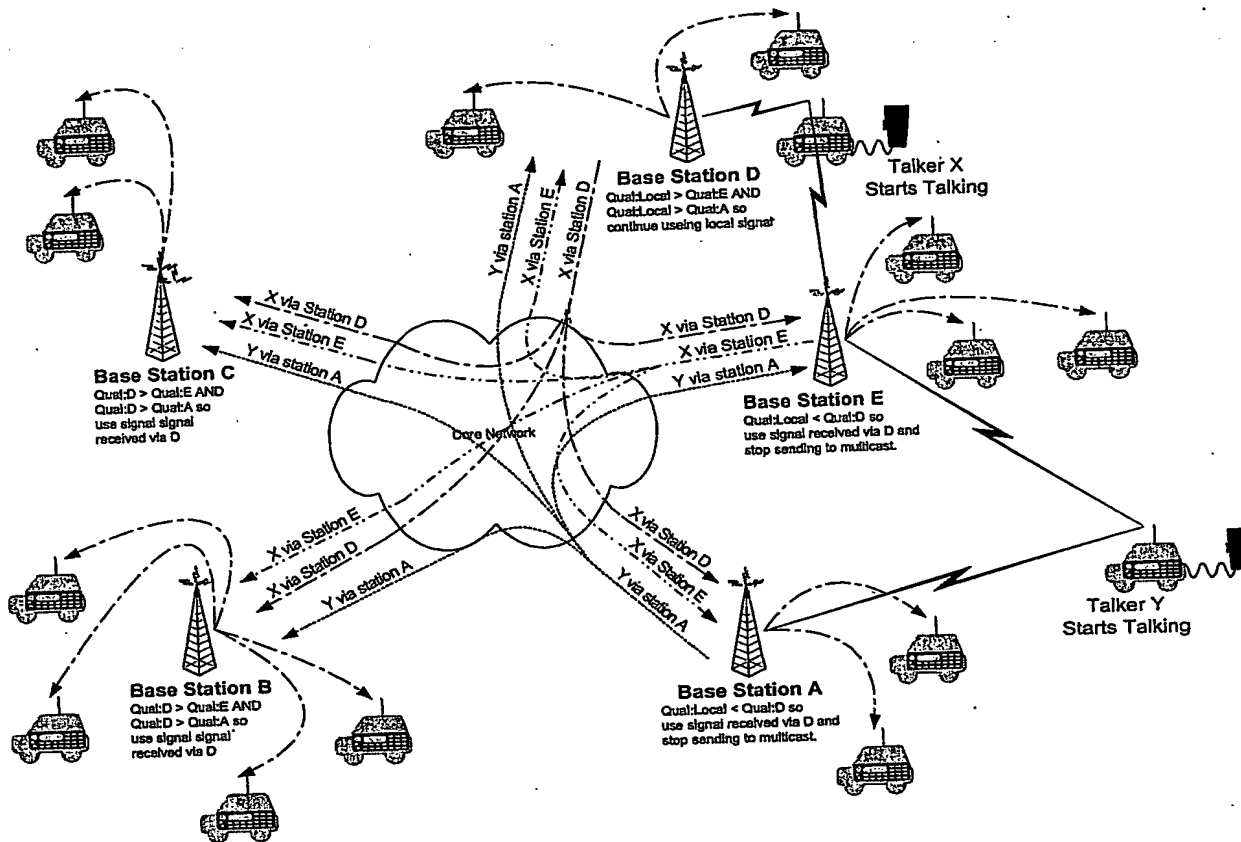 Talker X
Starts Talking
Base Station D
Qual:Local > Qual:E AND
Qual:Local > Qual:A so
continue useing local signal
Y via station A
X via Station E
X via Station D
X via Station D
X via Station E
Y via station A
Base Station C
Qual:D > Qual:E AND
Qual:D > Qual:A so
use signal signal
received via D
X via Station D
X via Station E
Y via station A
Base Station E
Qual:Local < Qual:D so
use signal received via D and
stop sending to multicast.
Core Network
X via Station E
X via Station D
Y via station A
X via Station D
X via Station E
Y via station A
Talker Y
Starts Talking
Base Station B
Qual:D > Qual:E AND
Qual:D > Qual:A so
use signal signal
received via D
Base Station A
Qual:Local < Qual:D so
use signal received via D and
stop sending to multicast.